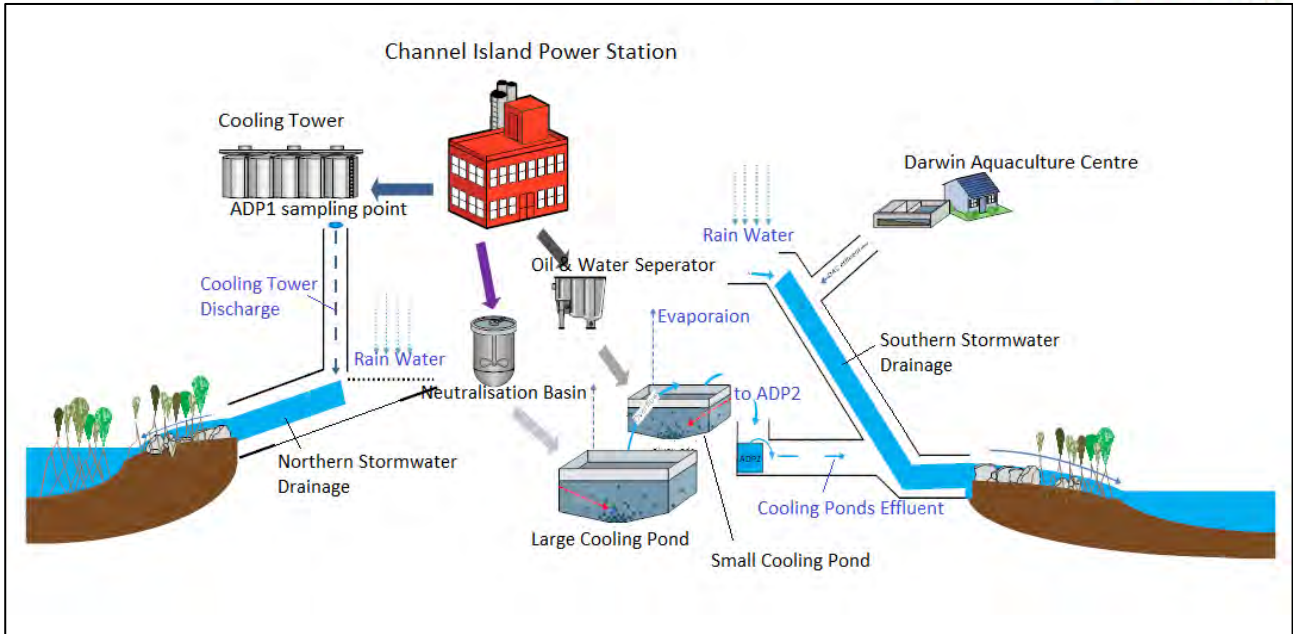 Channel Island Power Station
Cooling Tower
ADP1 sampling point
Darwin Aquaculture Centre
Rain Water
Oil & Water Seperator
Cooling Tower
Discharge
Evaporaion
Southern Stormwater
Drainage
Rain Water
Neutralisation Basin
to ADP2
ADP2
Northern Stormwater
Drainage
Cooling Ponds Effluent
Large Cooling Pond
Small Cooling Pond